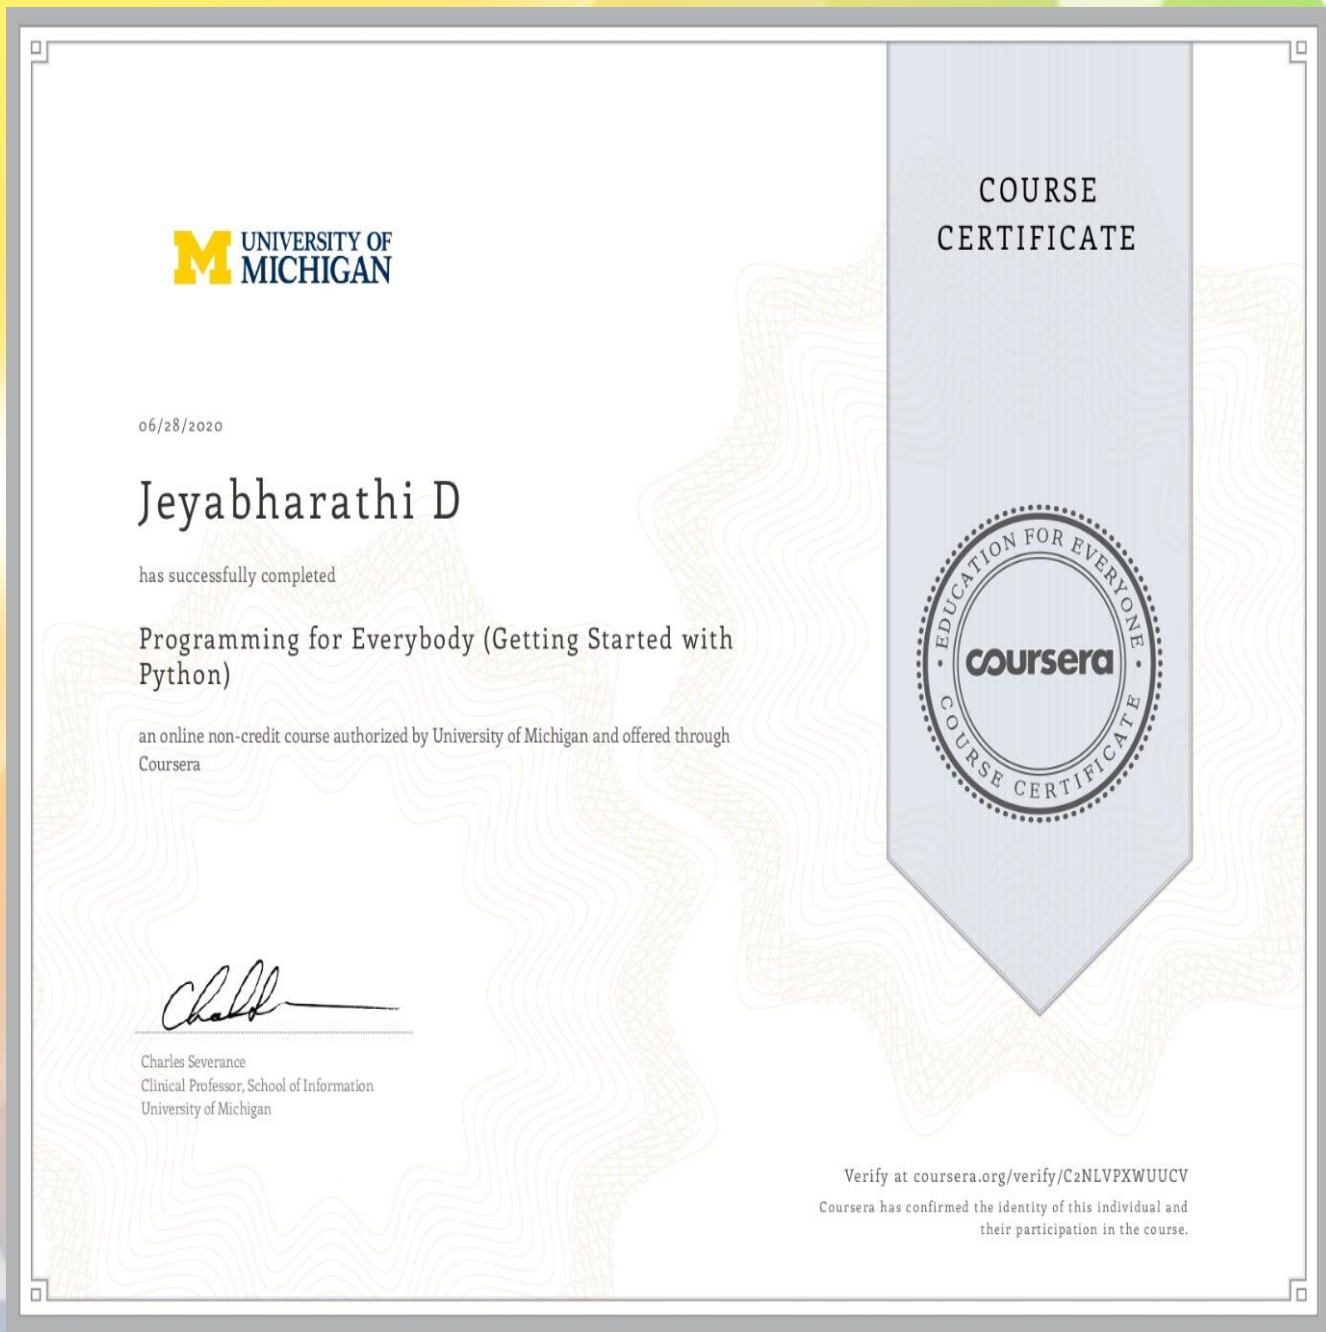 UNIVERSITY OF
MICHIGAN
COURSE
CERTIFICATE
06/28/2020
Jeyabharathi D
has successfully completed
Programming for Everybody (Getting Started with
Python)
an online non-credit course authorized by University of Michigan and offered through
Coursera
EDUCATION FOR EVERYONE
coursera
COURSE CERTIFICATE
Charles Severance
Clinical Professor, School of Information
University of Michigan
Verify at coursera.org/verify/C2NLVPXWUUCV
Coursera has confirmed the identity of this individual and
their participation in the course.